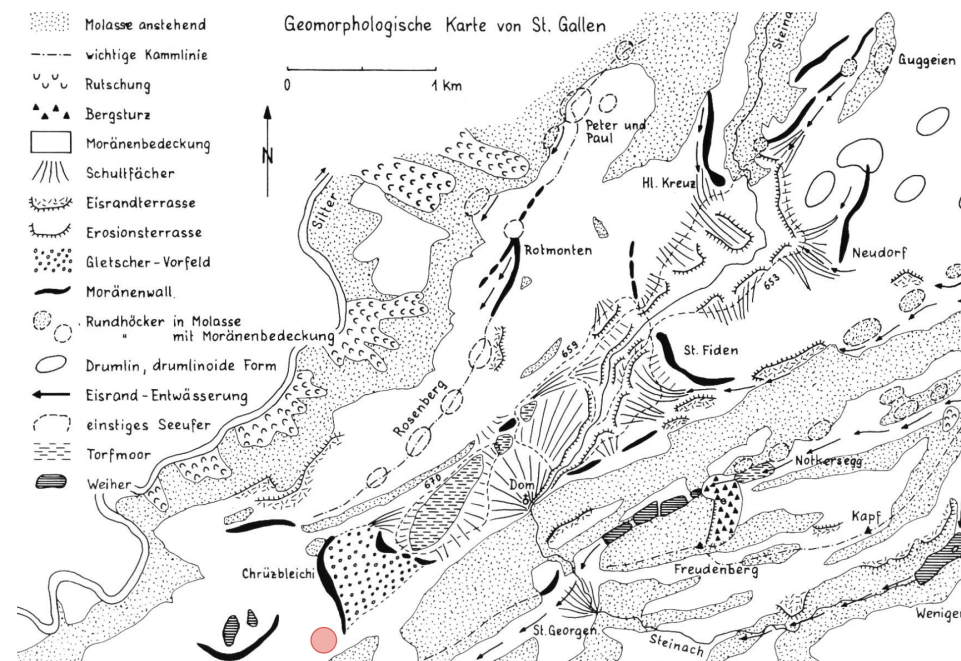 Geomorphologische Karte von St. Gallen
0 1 Km
N
Molasse anstehend
wichtige Kammlinie
Rutschung
Bergsturz
Moränenbedeckung
Schuttfächer
Eisrandterrasse
Erosionsterrasse
Gletscher-Vorfeld
Moränenwall
Rundhöcker in Molasse
" mit Moränenbedeckung
Drumlin, drumlinoide Form
Eisrand-Entwässerung
einstiges Seeufer
Torfmoor
Weiher
Steinach
Guggeien
Peter und
Paul
Hl. Kreuz
Sitter
Rotmonten
Neudorf
653
659
St. Fiden
Rosenberg
670
Dom
Notkersegg
Kapf
Freudenberg
Chrüzbleichi
St. Georgen
Steinach
Weniger